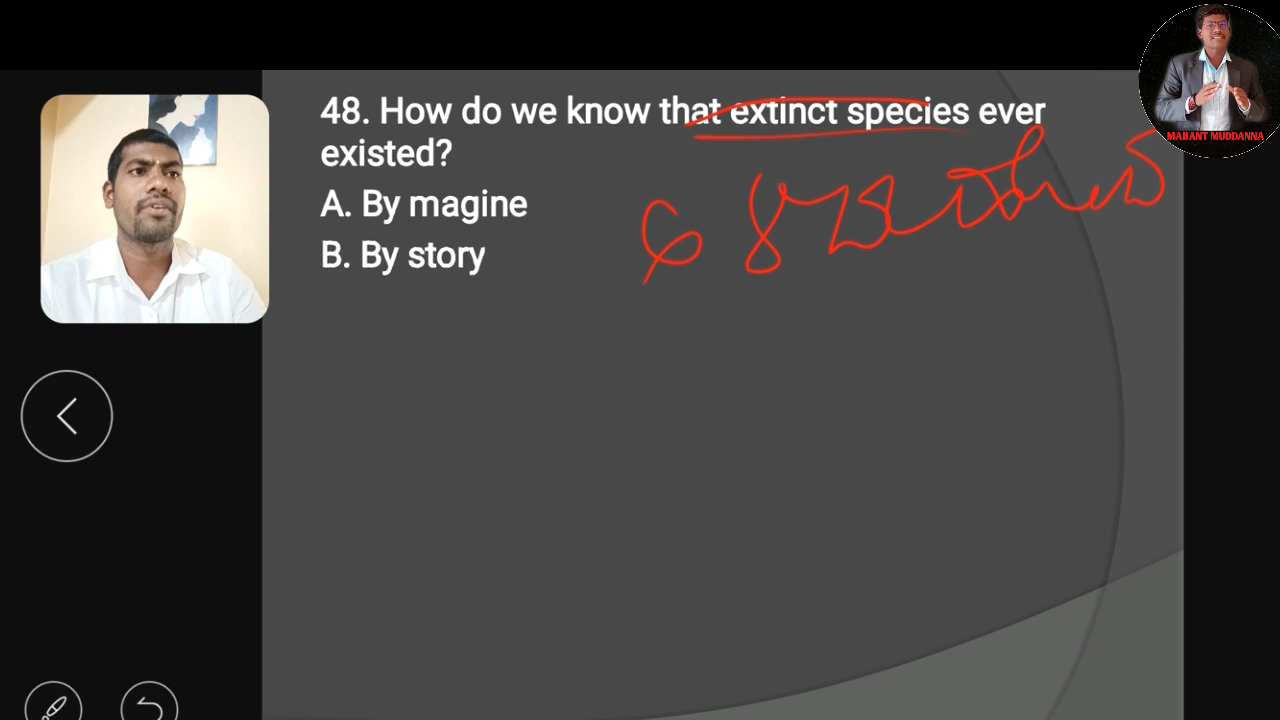 MAHANT MUDDANNA
48. How do we know that extinct species ever
existed?
A. By magine
B. By story